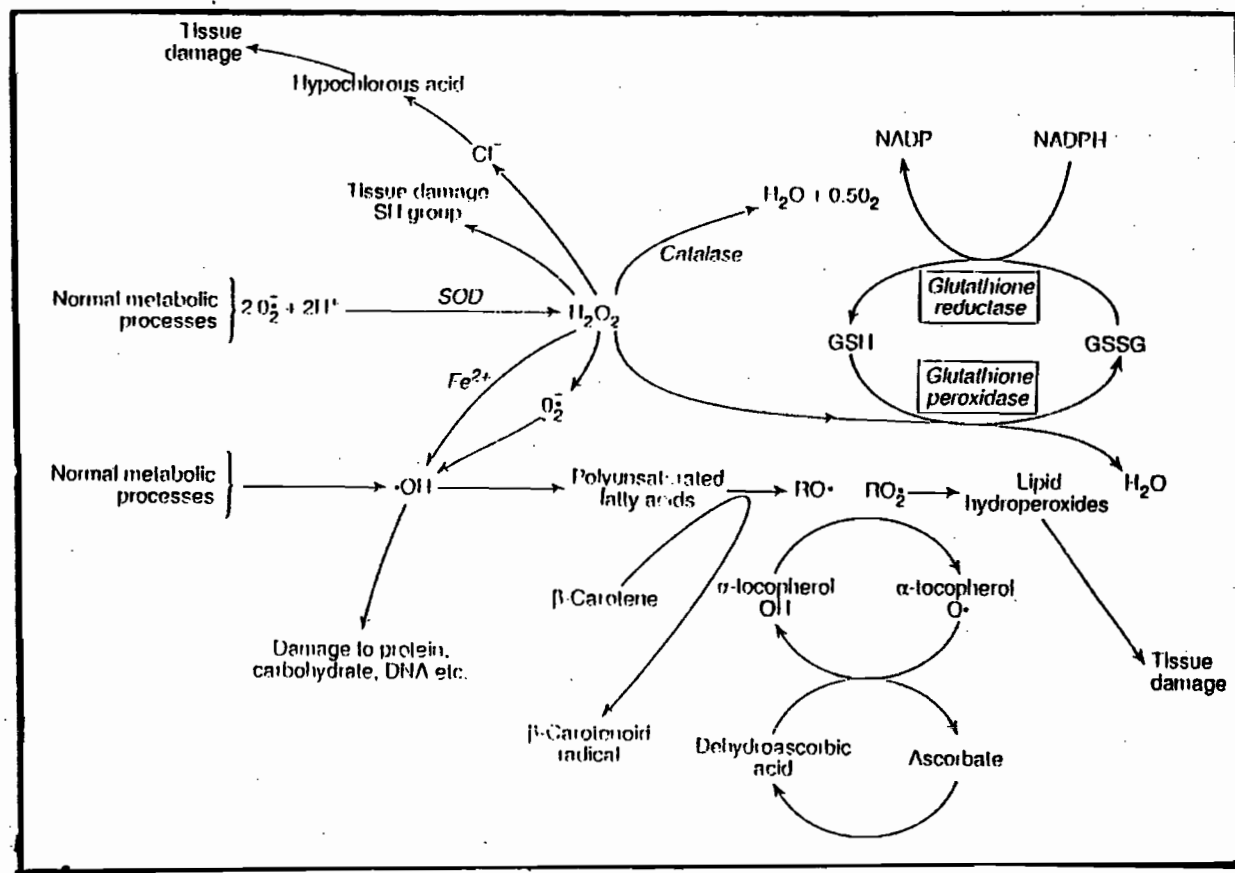 Tissue
damage
Hypochlorous acid
Cl⁻
NADP
NADPH
Tissue damage
SH group
H₂O + 0.5O₂
Catalase
Glutathione
reductase
Normal metabolic
processes
2 O₂⁻• + 2H⁺
SOD
H₂O₂
GSH
GSSG
Fe²⁺
Glutathione
peroxidase
O₂⁻•
Normal metabolic
processes
•OH
Polyunsaturated
fatty acids
RO•
RO₂•
Lipid
hydroperoxides
H₂O
β-Carotene
α-tocopherol
OH
α-tocopherol
O•
Damage to protein,
carbohydrate, DNA etc.
Tissue
damage
β-Carotenoid
radical
Dehydroascorbic
acid
Ascorbate